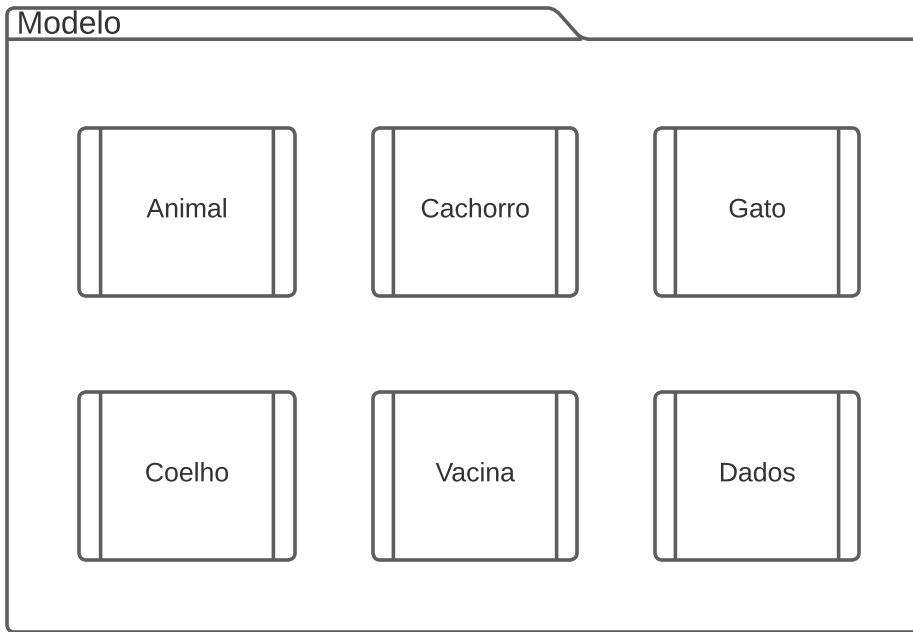 Modelo
Animal
Cachorro
Gato
Coelho
Vacina
Dados